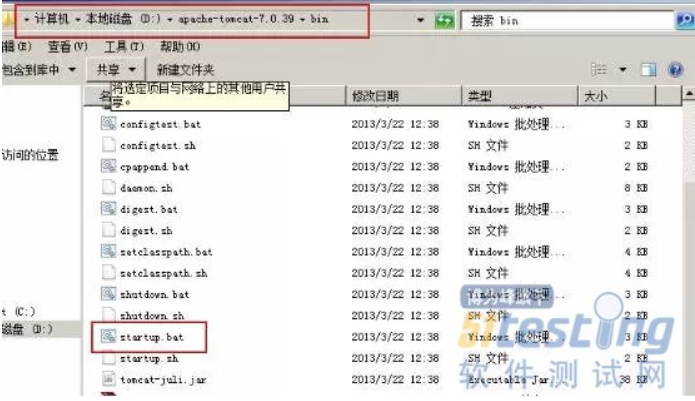 计算机 ▸ 本地磁盘 (D:) ▸ apache-tomcat-7.0.39 ▸ bin
搜索 bin
编辑(E) 查看(V) 工具(T) 帮助(H)
包含到库中 共享 新建文件夹
将选定项目与网络上的其他用户共享。
名 修改日期 类型 大小
configtest.bat 2013/3/22 12:38 Windows 批处理... 3 KB
configtest.sh 2013/3/22 12:38 SH 文件 2 KB
cpappend.bat 2013/3/22 12:38 Windows 批处理... 2 KB
daemon.sh 2013/3/22 12:38 SH 文件 8 KB
digest.bat 2013/3/22 12:38 Windows 批处理... 3 KB
digest.sh 2013/3/22 12:38 SH 文件 2 KB
setclasspath.bat 2013/3/22 12:38 Windows 批处理... 4 KB
setclasspath.sh 2013/3/22 12:38 SH 文件 4 KB
shutdown.bat 2013/3/22 12:38 Windows 批处理... KB
shutdown.sh 2013/3/22 12:38 SH 文件 2 KB
startup.bat 2013/3/22 12:38 Windows 批处理... KB
startup.sh 2013/3/22 12:38 SH 文件 2 KB
tomcat-juli.jar 2013/3/22 12:38 Executable Jar... 38 KB
访问的位置
t (C:)
磁盘 (D:)
博为峰旗下
51testing
软件测试网